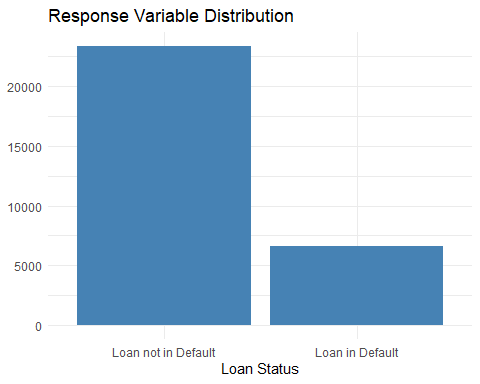 Response Variable Distribution
20000
15000
10000
5000
0
Loan not in Default
Loan in Default
Loan Status